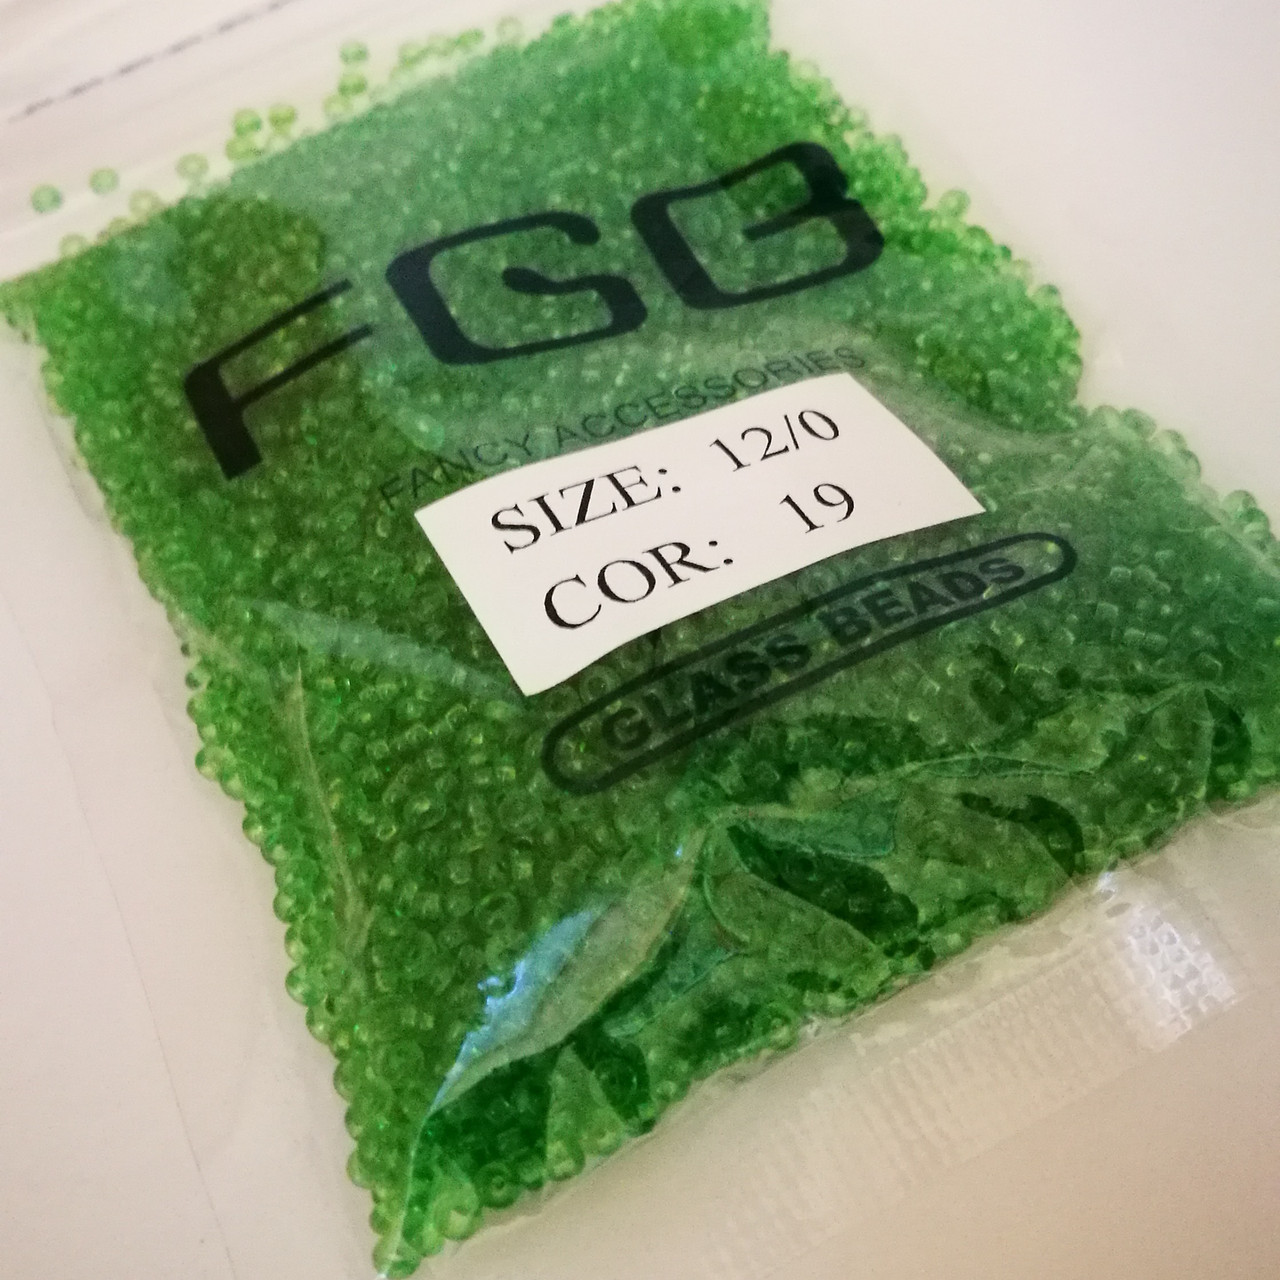 FGB
FANCY ACCESSORIES
SIZE: 12/0
COR: 19
GLASS BEADS